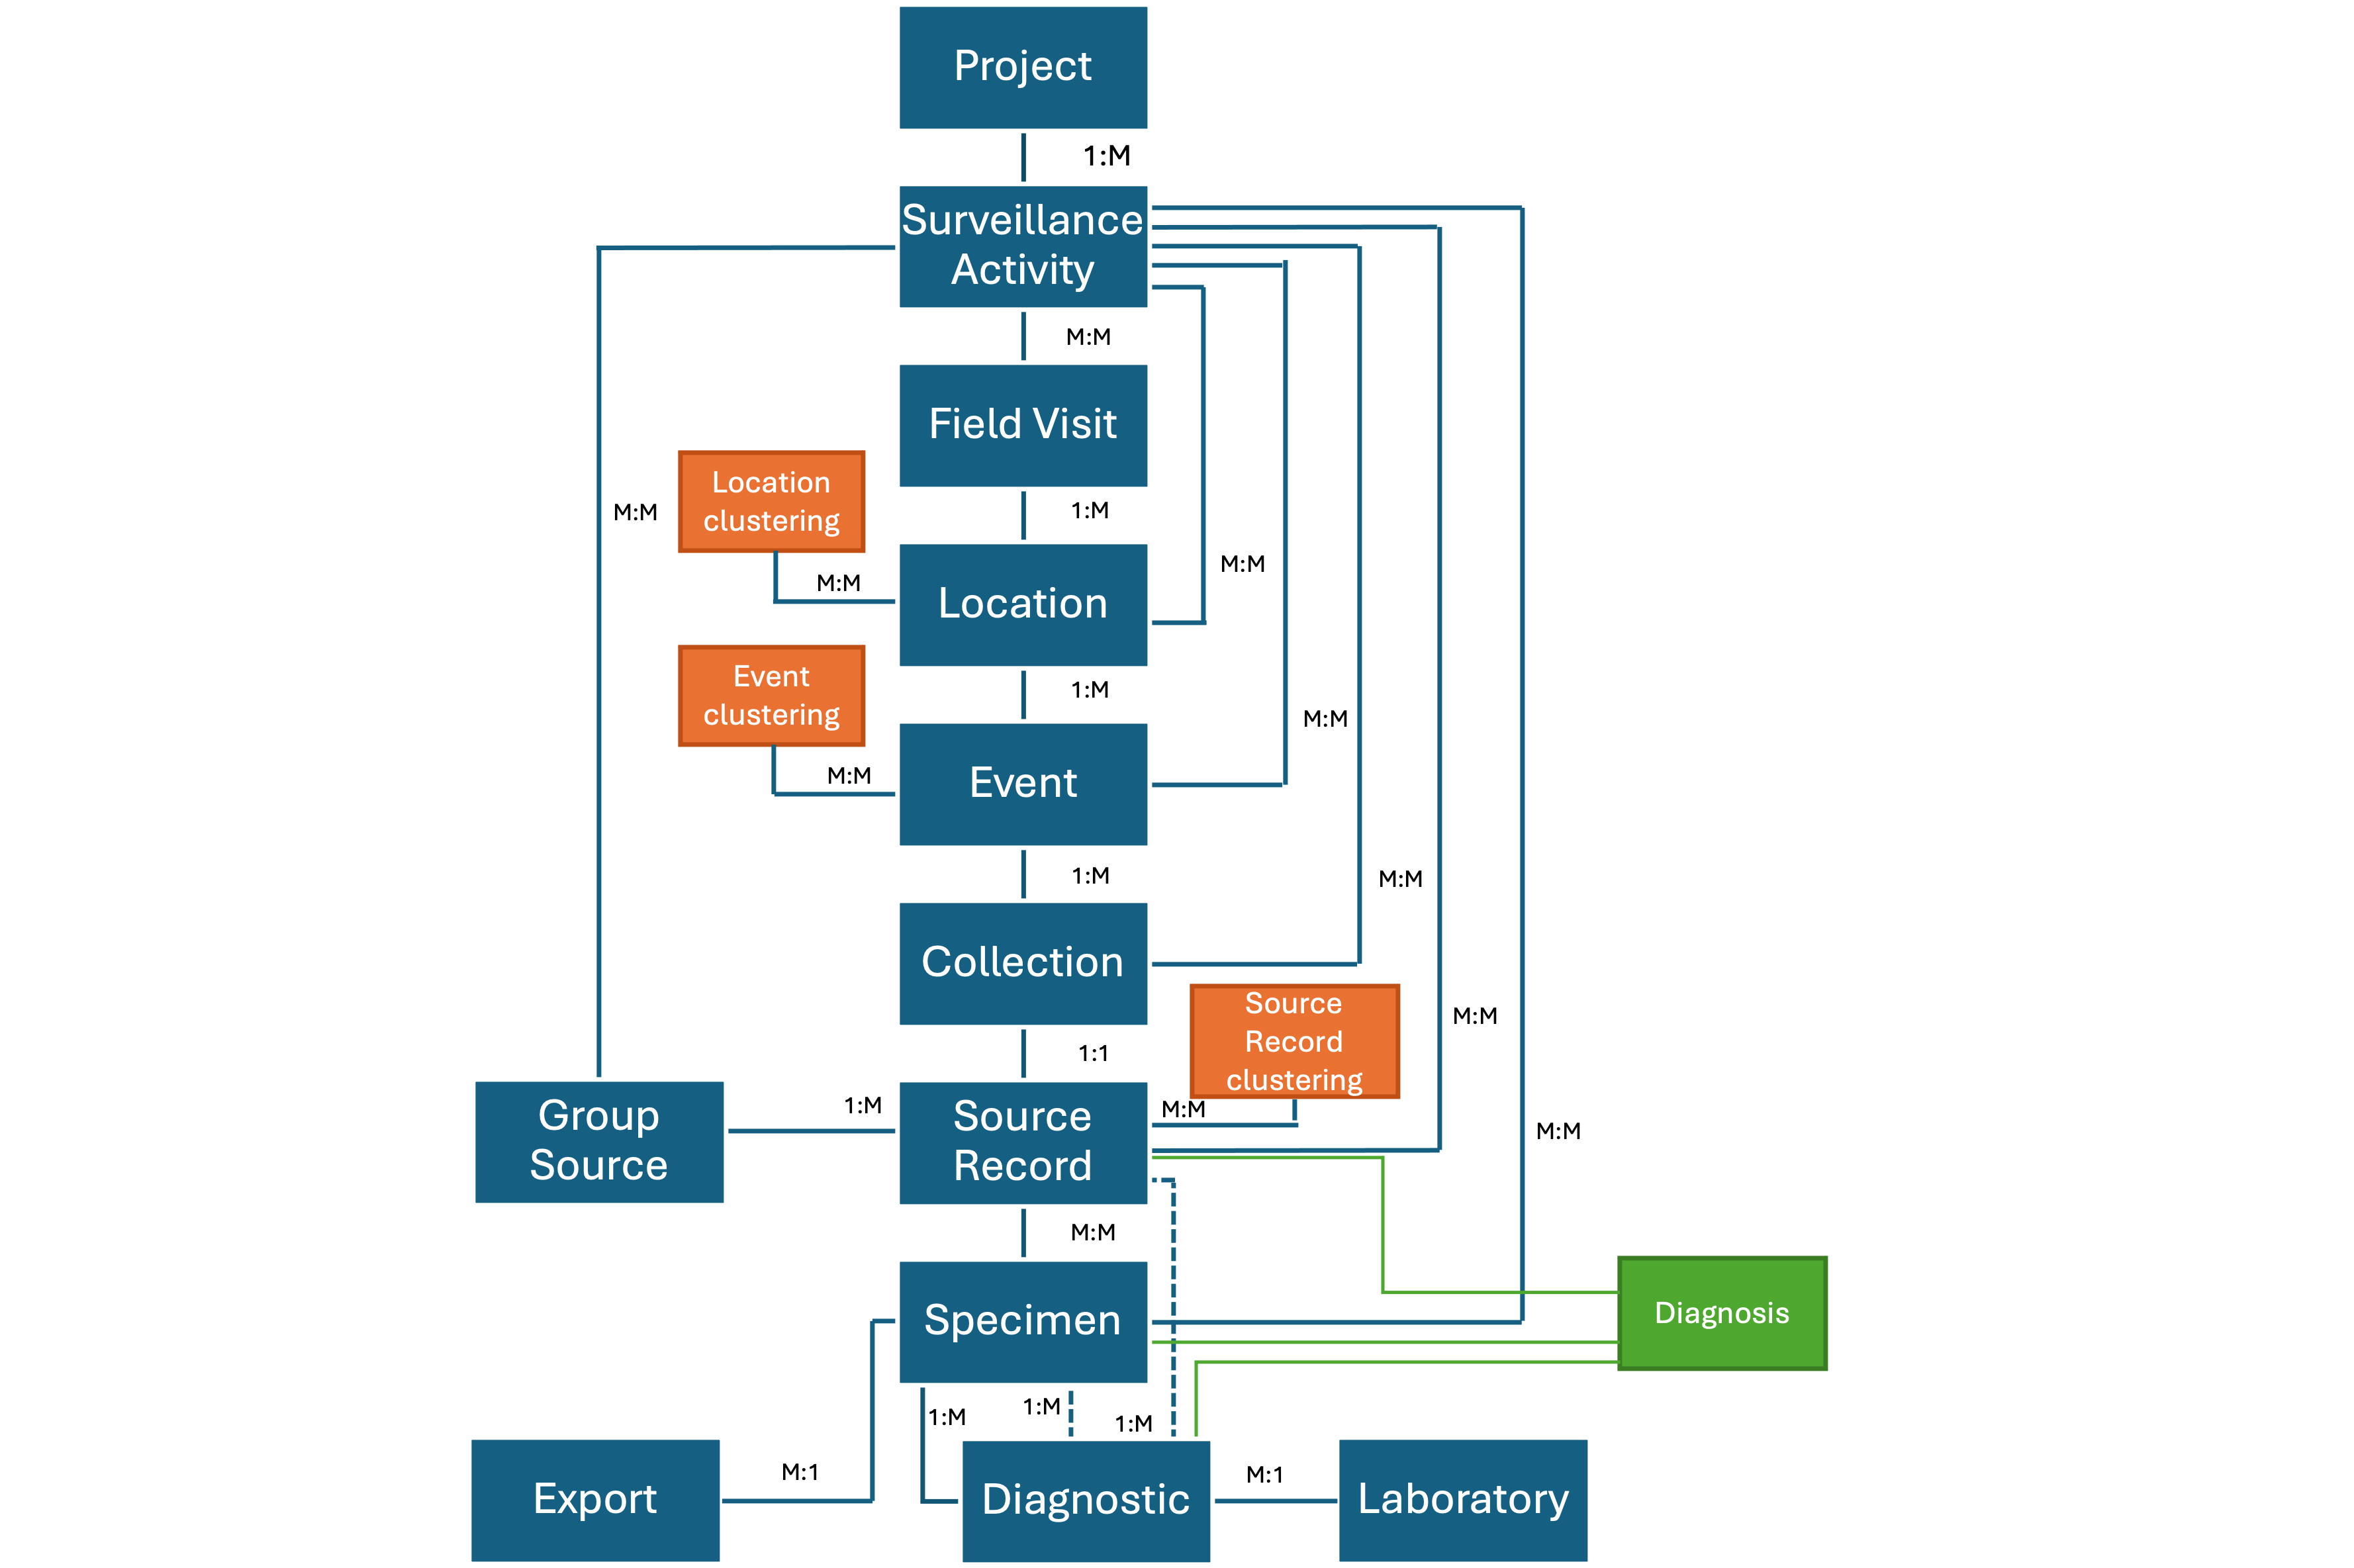 Project
1:M
Surveillance
Activity
M:M
Field Visit
Location
clustering
M:M
1:M
M:M
Location
M:M
Event
clustering
1:M
M:M
M:M
Event
1:M
M:M
Collection
Source
Record
clustering
M:M
1:1
Group
Source
1:M
Source
Record
M:M
M:M
M:M
Specimen
Diagnosis
1:M
1:M
1:M
Export
M:1
Diagnostic
M:1
Laboratory